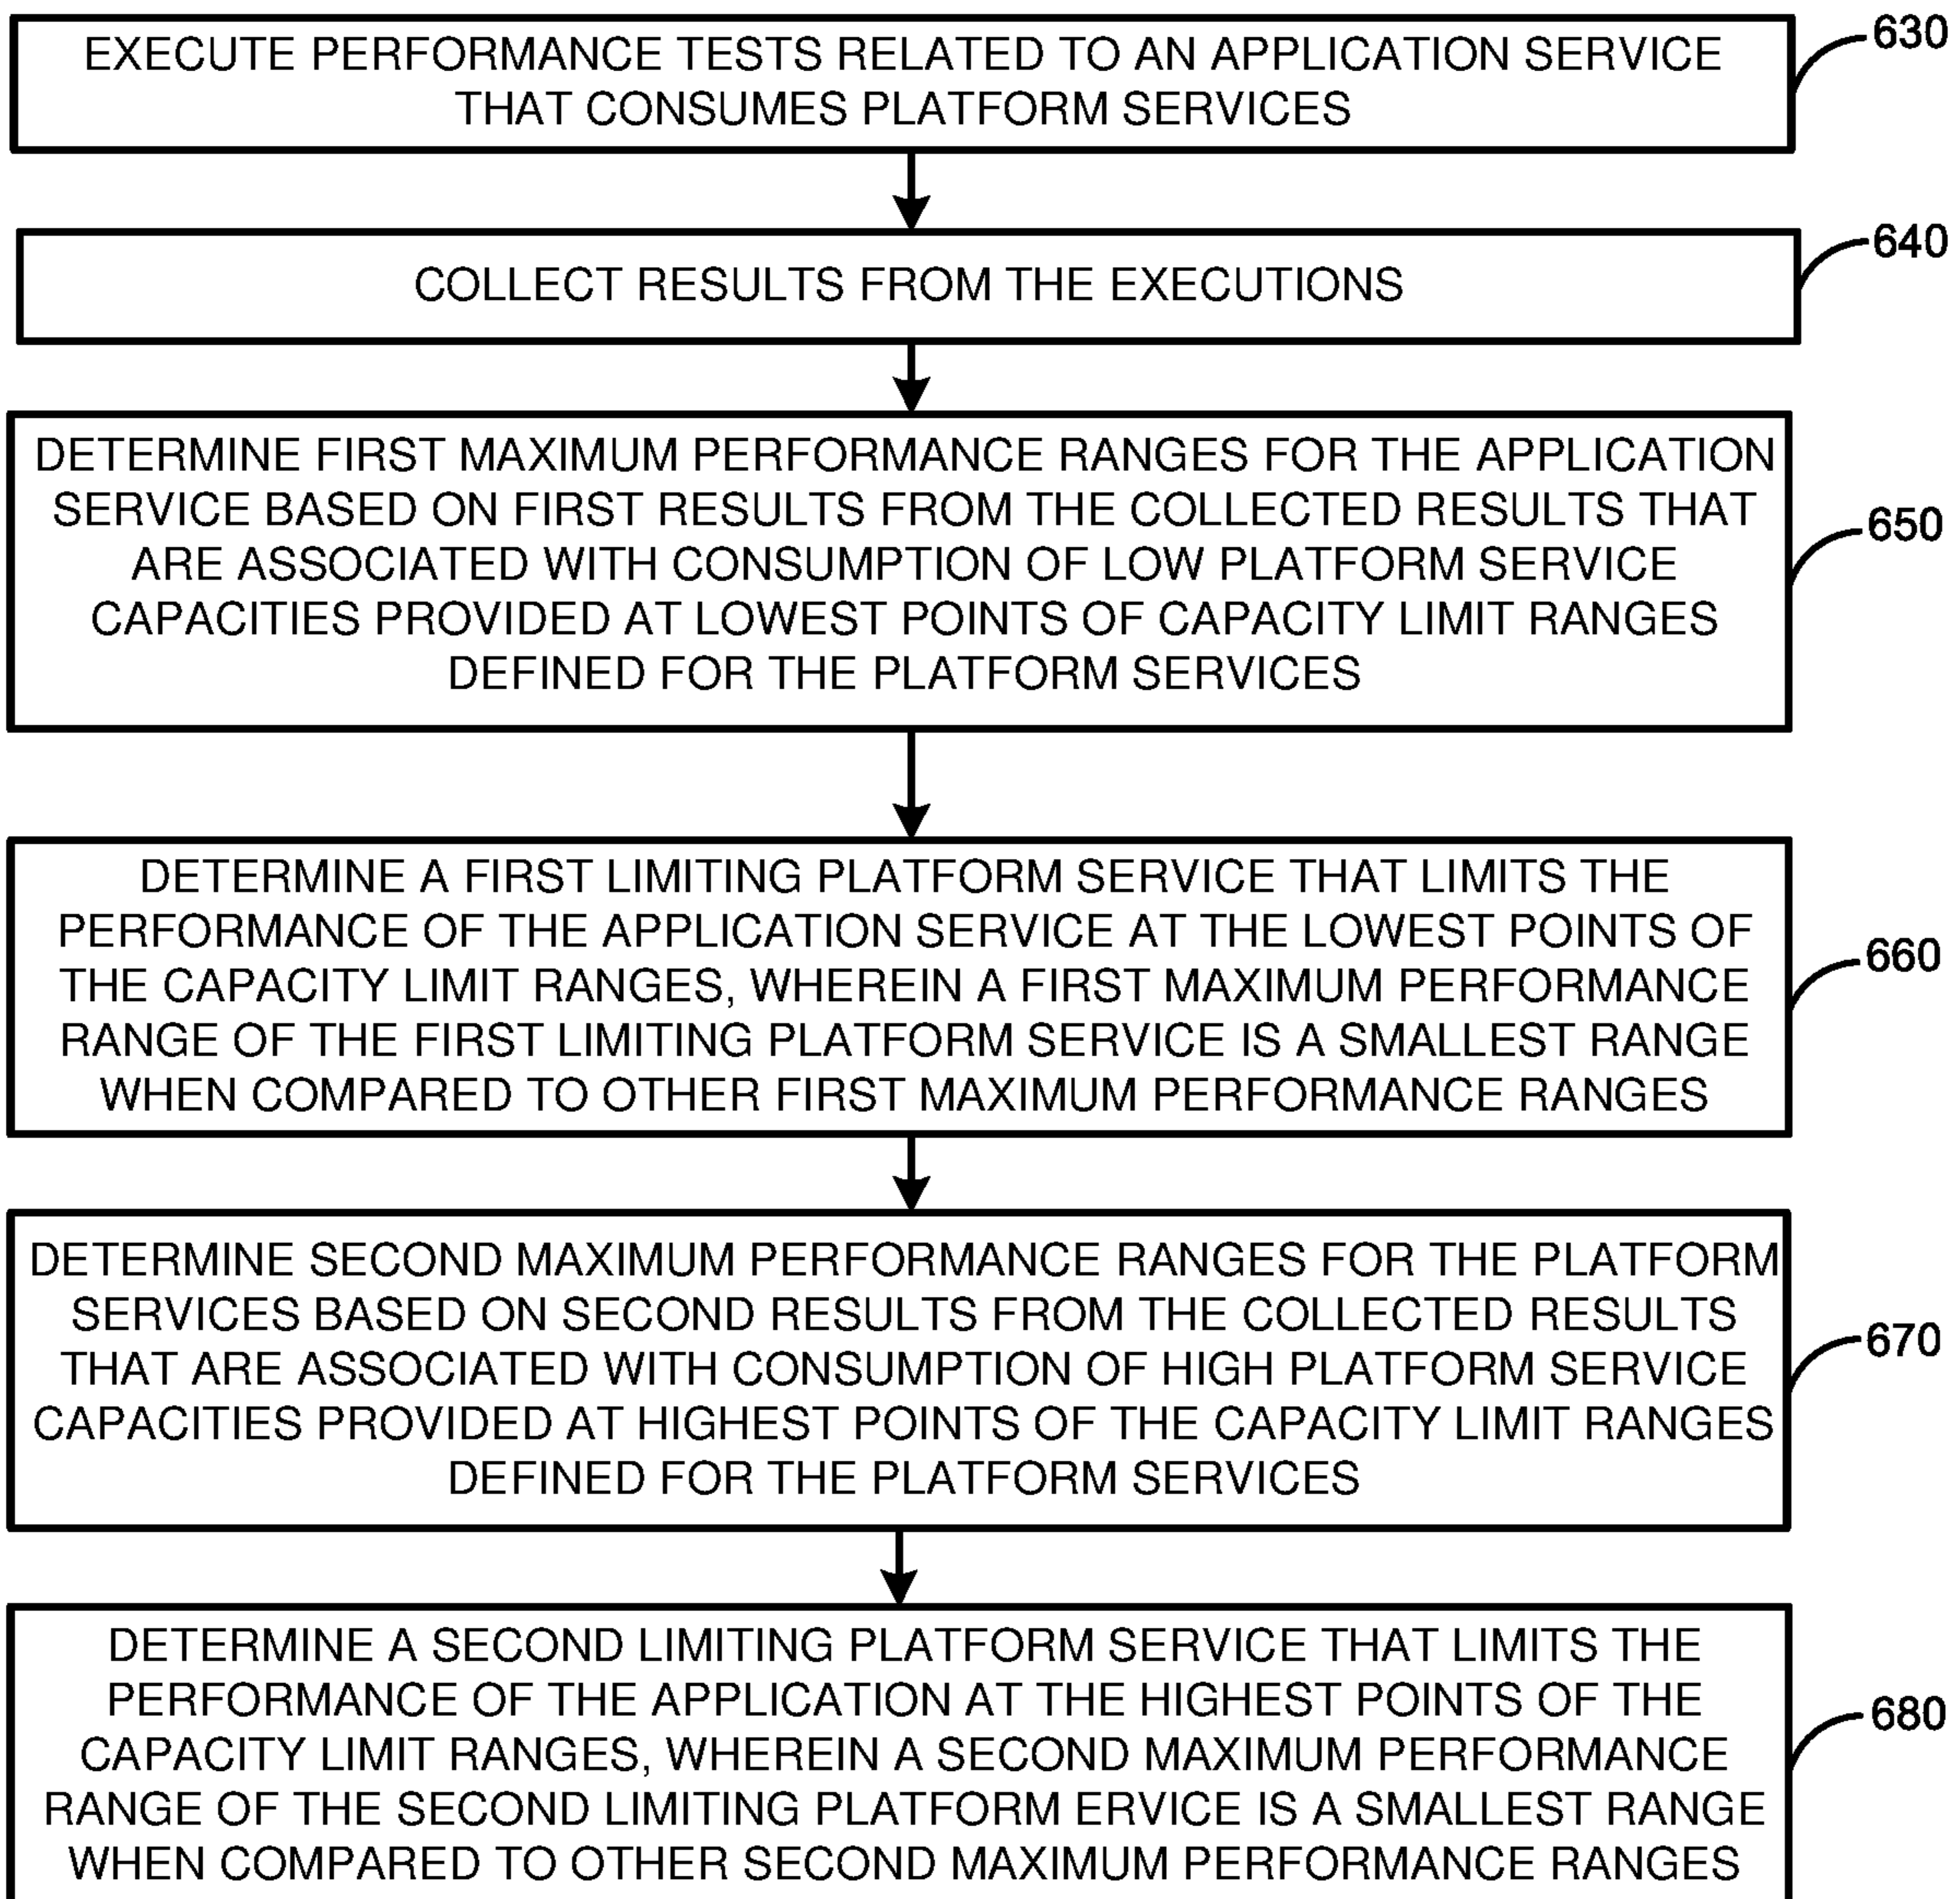 EXECUTE PERFORMANCE TESTS RELATED TO AN APPLICATION SERVICE
THAT CONSUMES PLATFORM SERVICES
630
COLLECT RESULTS FROM THE EXECUTIONS
640
DETERMINE FIRST MAXIMUM PERFORMANCE RANGES FOR THE APPLICATION
SERVICE BASED ON FIRST RESULTS FROM THE COLLECTED RESULTS THAT
ARE ASSOCIATED WITH CONSUMPTION OF LOW PLATFORM SERVICE
CAPACITIES PROVIDED AT LOWEST POINTS OF CAPACITY LIMIT RANGES
DEFINED FOR THE PLATFORM SERVICES
650
DETERMINE A FIRST LIMITING PLATFORM SERVICE THAT LIMITS THE
PERFORMANCE OF THE APPLICATION SERVICE AT THE LOWEST POINTS OF
THE CAPACITY LIMIT RANGES, WHEREIN A FIRST MAXIMUM PERFORMANCE
RANGE OF THE FIRST LIMITING PLATFORM SERVICE IS A SMALLEST RANGE
WHEN COMPARED TO OTHER FIRST MAXIMUM PERFORMANCE RANGES
660
DETERMINE SECOND MAXIMUM PERFORMANCE RANGES FOR THE PLATFORM
SERVICES BASED ON SECOND RESULTS FROM THE COLLECTED RESULTS
THAT ARE ASSOCIATED WITH CONSUMPTION OF HIGH PLATFORM SERVICE
CAPACITIES PROVIDED AT HIGHEST POINTS OF THE CAPACITY LIMIT RANGES
DEFINED FOR THE PLATFORM SERVICES
670
DETERMINE A SECOND LIMITING PLATFORM SERVICE THAT LIMITS THE
PERFORMANCE OF THE APPLICATION AT THE HIGHEST POINTS OF THE
CAPACITY LIMIT RANGES, WHEREIN A SECOND MAXIMUM PERFORMANCE
RANGE OF THE SECOND LIMITING PLATFORM ERVICE IS A SMALLEST RANGE
WHEN COMPARED TO OTHER SECOND MAXIMUM PERFORMANCE RANGES
680